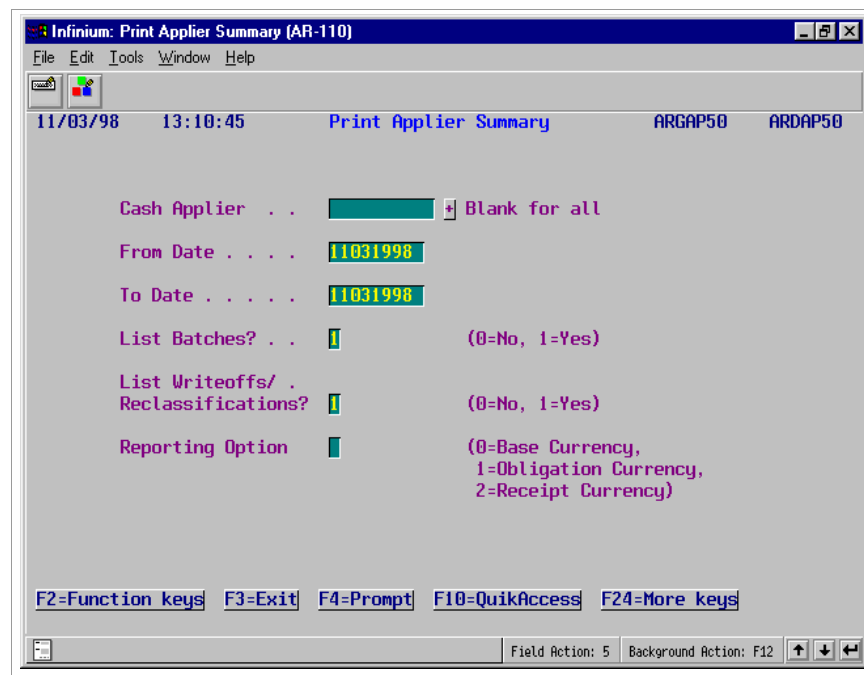 Infinium: Print Applier Summary (AR-110)
File Edit Tools Window Help
11/03/98 13:10:45 Print Applier Summary ARGAP50 ARDAP50
Cash Applier . . + Blank for all
From Date . . . . 11031998
To Date . . . . . 11031998
List Batches? . . 1 (0=No, 1=Yes)
List Writeoffs/ .
Reclassifications? 1 (0=No, 1=Yes)
Reporting Option (0=Base Currency,
1=Obligation Currency,
2=Receipt Currency)
F2=Function keys F3=Exit F4=Prompt F10=QuikAccess F24=More keys
Field Action: 5 Background Action: F12